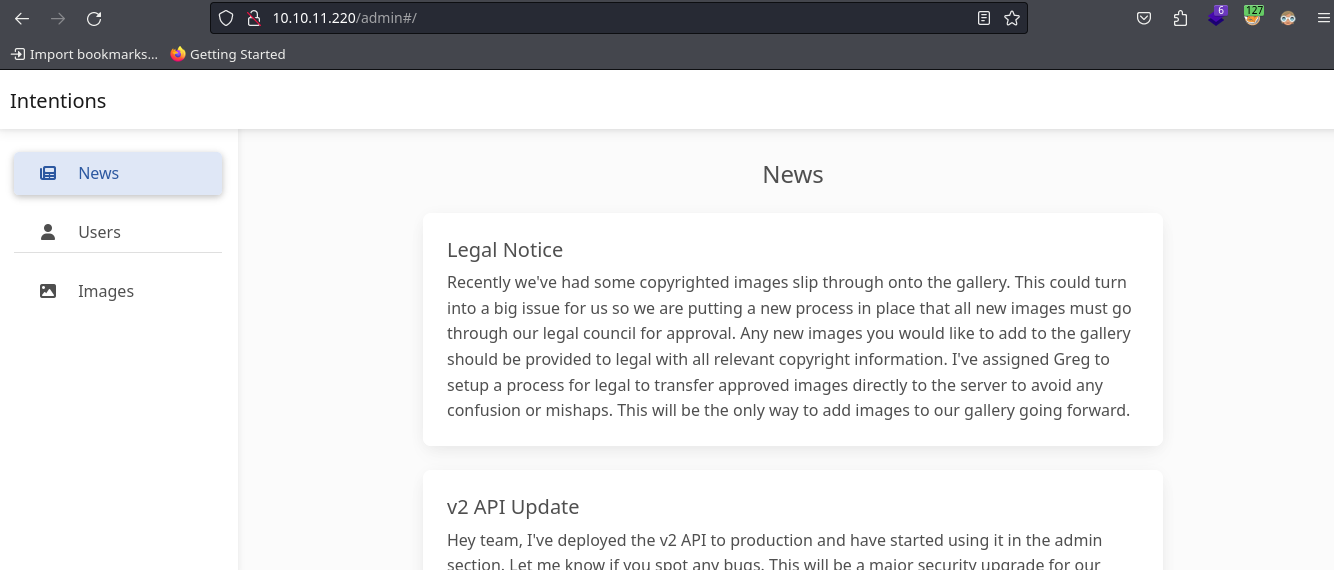 10.10.11.220/admin#/
6
127
Import bookmarks...
Getting Started
Intentions
News
Users
Images
News
Legal Notice
Recently we've had some copyrighted images slip through onto the gallery. This could turn
into a big issue for us so we are putting a new process in place that all new images must go
through our legal council for approval. Any new images you would like to add to the gallery
should be provided to legal with all relevant copyright information. I've assigned Greg to
setup a process for legal to transfer approved images directly to the server to avoid any
confusion or mishaps. This will be the only way to add images to our gallery going forward.
v2 API Update
Hey team, I've deployed the v2 API to production and have started using it in the admin
section. Let me know if you spot any bugs. This will be a major security upgrade for our